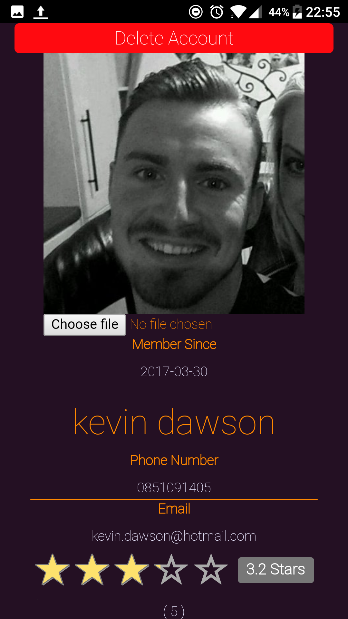 44% 22:55
Delete Account
Choose file No file chosen
Member Since
2017-03-30
kevin dawson
Phone Number
0851091405
Email
kevin.dawson@hotmail.com
3.2 Stars
( 5 )